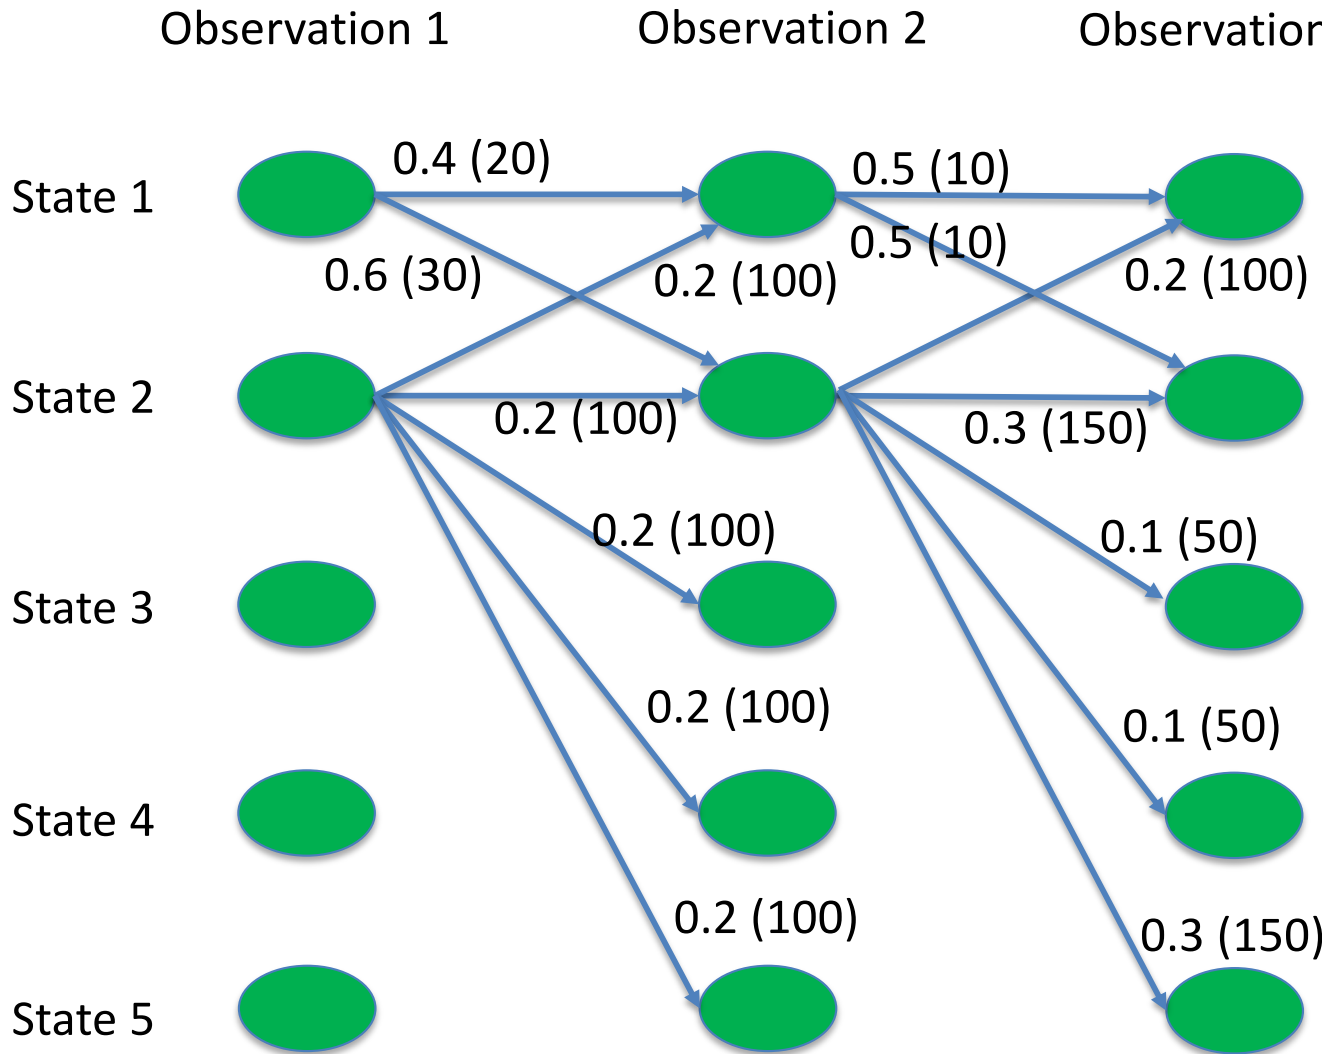 Observation 1 Observation 2 Observation
State 1 0.4 (20) 0.5 (10)
0.5 (10)
0.6 (30) 0.2 (100) 0.2 (100)
State 2 0.2 (100) 0.3 (150)
0.2 (100) 0.1 (50)
State 3
0.2 (100) 0.1 (50)
State 4
0.2 (100) 0.3 (150)
State 5